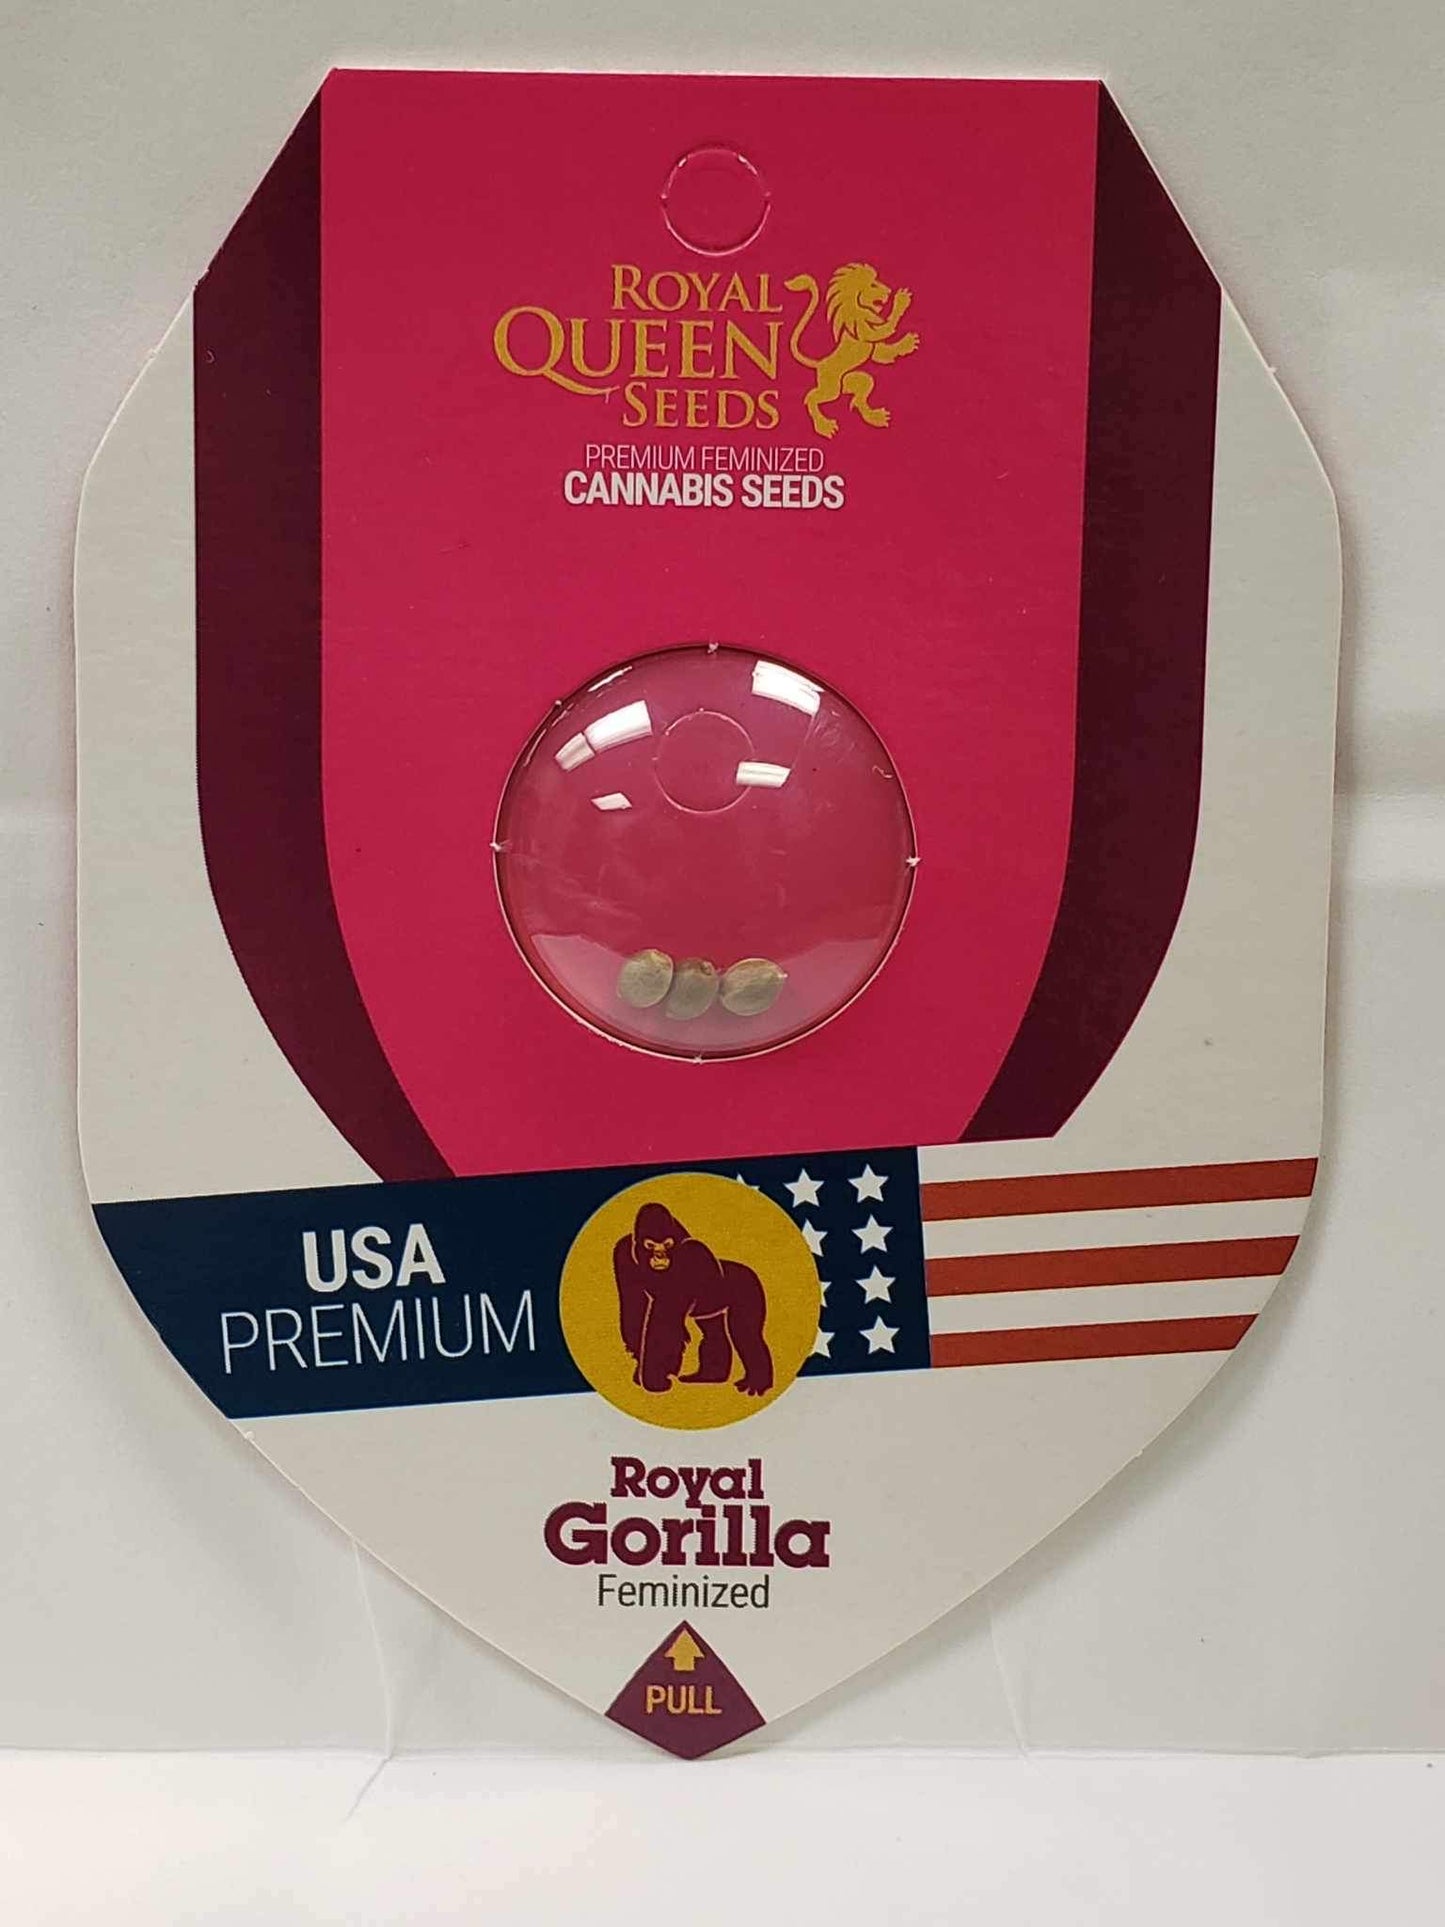 ROYAL
QUEEN
SEEDS
PREMIUM FEMINIZED
CANNABIS SEEDS
USA
PREMIUM
Royal
Gorilla
Feminized
PULL